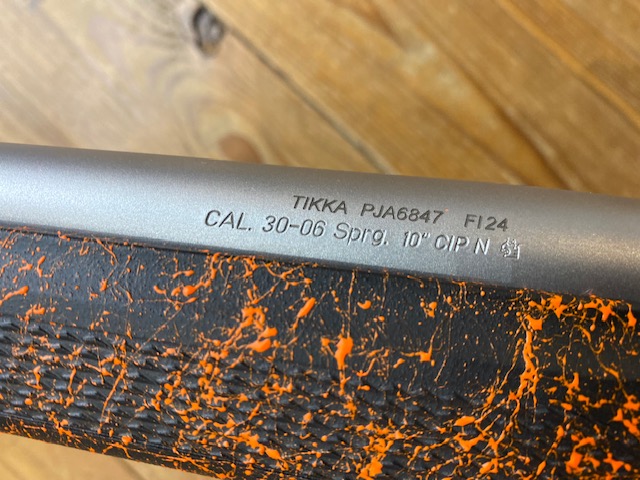 TIKKA PJA6847 FI24
CAL. 30-06 Sprg. 10" CIP N